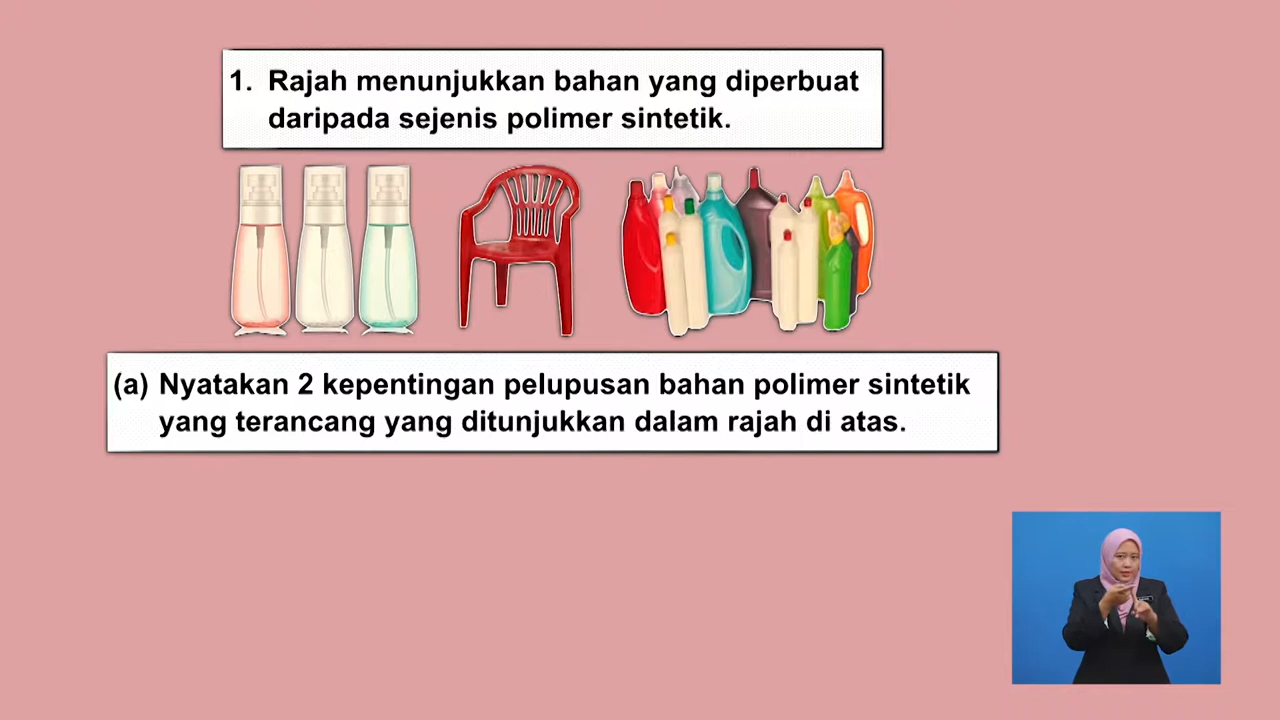 1. Rajah menunjukkan bahan yang diperbuat
daripada sejenis polimer sintetik.
(a) Nyatakan 2 kepentingan pelupusan bahan polimer sintetik
yang terancang yang ditunjukkan dalam rajah di atas.